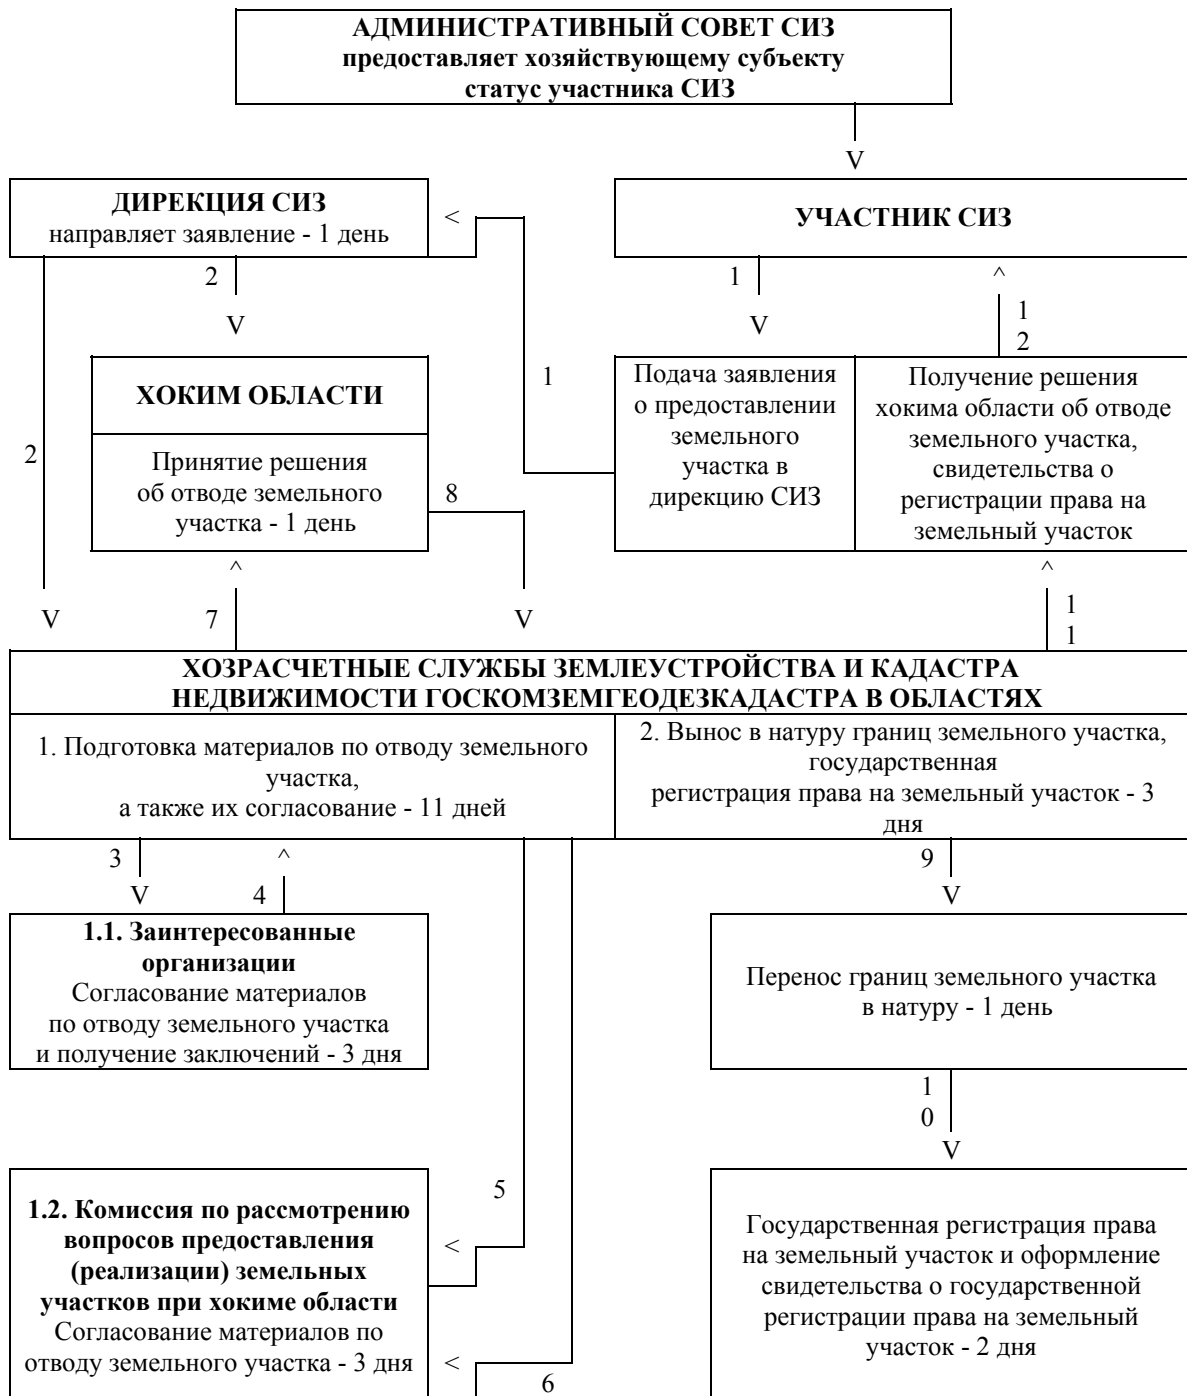 АДМИНИСТРАТИВНЫЙ СОВЕТ СИЗ
предоставляет хозяйствующему субъекту
статус участника СИЗ
V
ДИРЕКЦИЯ СИЗ
направляет заявление - 1 день
<
УЧАСТНИК СИЗ
2
V
1
V
^
1
2
ХОКИМ ОБЛАСТИ
Принятие решения
об отводе земельного
участка - 1 день
2
8
1
Подача заявления
о предоставлении
земельного
участка в
дирекцию СИЗ
Получение решения
хокима области об отводе
земельного участка,
свидетельства о
регистрации права на
земельный участок
V
^
7
V
^
1
1
ХОЗРАСЧЕТНЫЕ СЛУЖБЫ ЗЕМЛЕУСТРОЙСТВА И КАДАСТРА
НЕДВИЖИМОСТИ ГОСКОМЗЕМГЕОДЕЗКАДАСТРА В ОБЛАСТЯХ
1. Подготовка материалов по отводу земельного
участка,
а также их согласование - 11 дней
2. Вынос в натуру границ земельного участка,
государственная
регистрация права на земельный участок - 3
дня
3
V
^
4
9
V
1.1. Заинтересованные
организации
Согласование материалов
по отводу земельного участка
и получение заключений - 3 дня
Перенос границ земельного участка
в натуру - 1 день
1
0
V
1.2. Комиссия по рассмотрению
вопросов предоставления
(реализации) земельных
участков при хокиме области
Согласование материалов по
отводу земельного участка - 3 дня
5
<
<
6
Государственная регистрация права
на земельный участок и оформление
свидетельства о государственной
регистрации права на земельный
участок - 2 дня